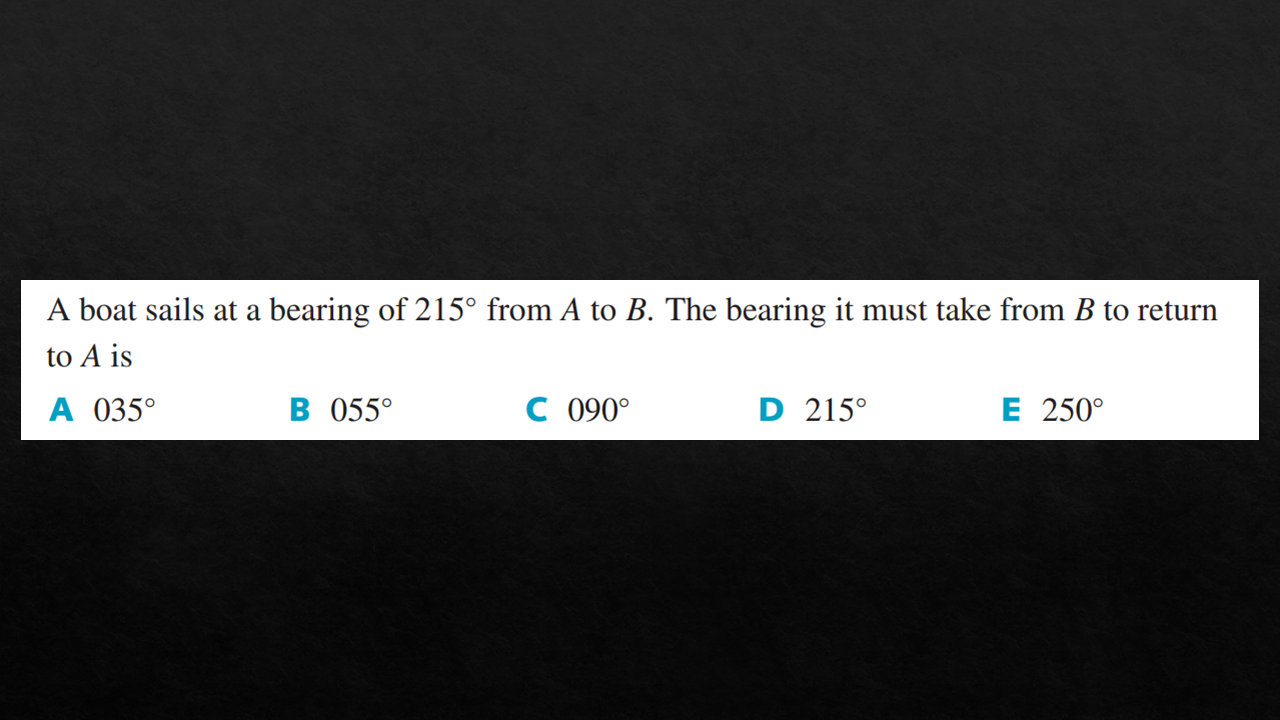 A boat sails at a bearing of 215° from A to B. The bearing it must take from B to return
to A is
A 035° B 055° C 090° D 215° E 250°